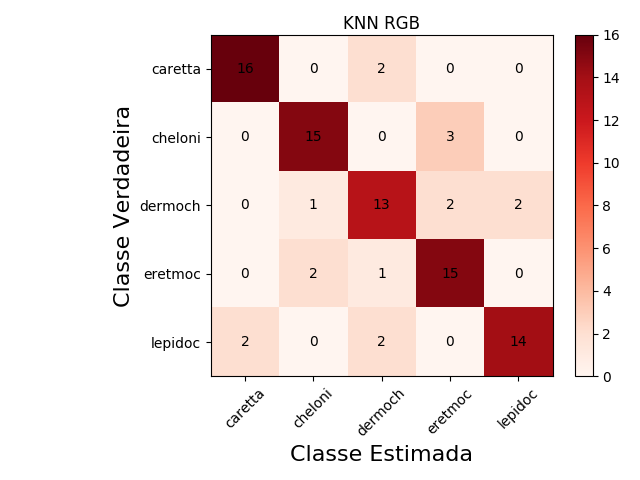 KNN RGB
Classe Verdadeira
caretta 16 0 2 0 0
cheloni 0 15 0 3 0
dermoch 0 1 13 2 2
eretmoc 0 2 1 15 0
lepidoc 2 0 2 0 14
caretta cheloni dermoch eretmoc lepidoc
Classe Estimada
16
14
12
10
8
6
4
2
0